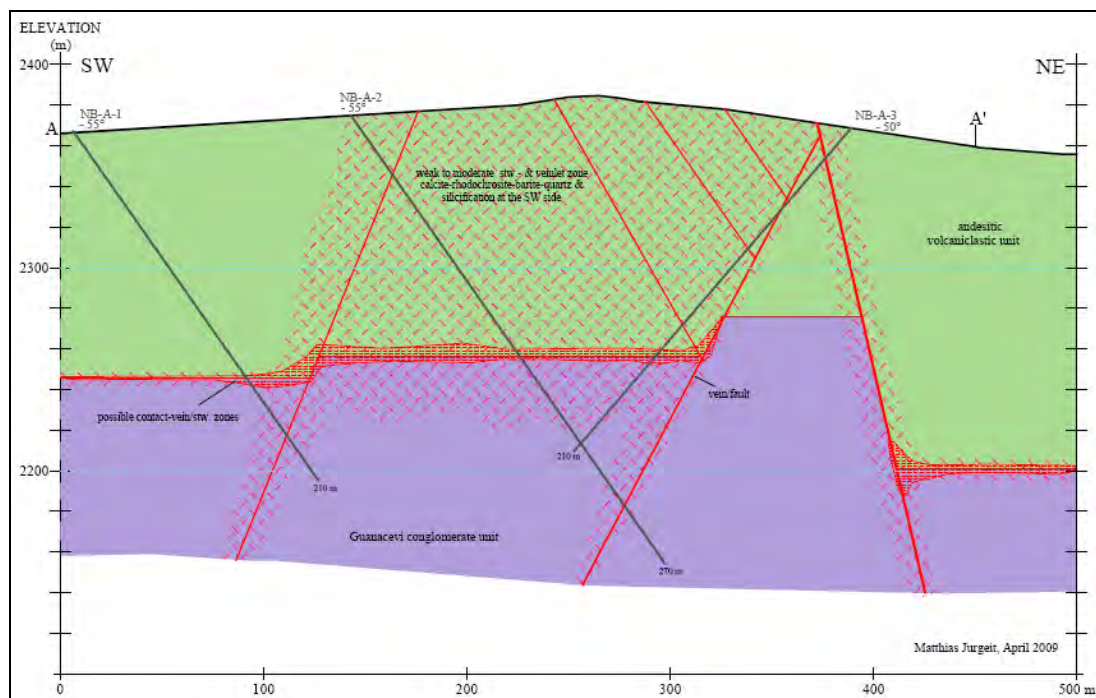 ELEVATION
(m)
2400
SW
NE
NB-A-1
- 55°
NB-A-2
- 55°
NB-A-3
- 50°
A
A'
weak to moderate stw - & veinlet zone
calcite-rhodochrosite-barite-quartz &
silicification at the SW side
andesitic
volcaniclastic unit
2300
possible contact-vein/stw zones
vein/fault
2200
210 m
210 m
270 m
Guanacevi conglomerate unit
2100
Matthias Jurgeit, April 2009
0
100
200
300
400
500 m